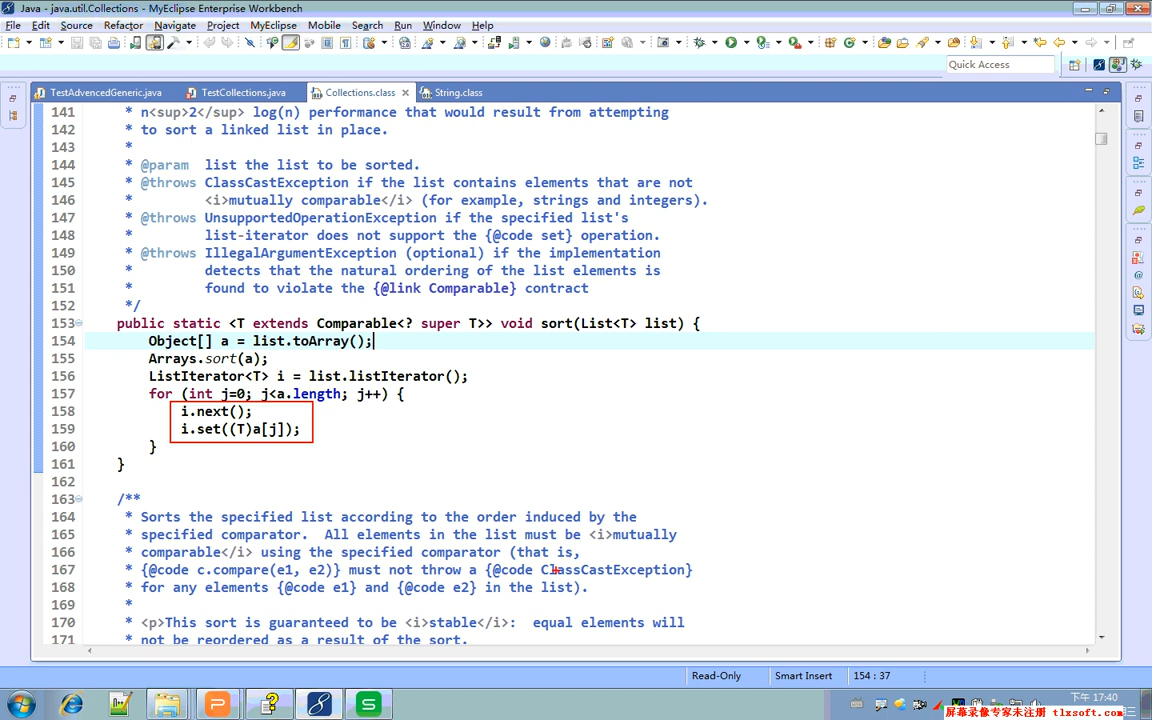 Java - java.util.Collections - MyEclipse Enterprise Workbench
File Edit Source Refactor Navigate Project MyEclipse Mobile Search Run Window Help
Quick Access
TestAdvencedGeneric.java TestCollections.java Collections.class String.class
141 * n<sup>2</sup> log(n) performance that would result from attempting
142 * to sort a linked list in place.
143 *
144 * @param  list the list to be sorted.
145 * @throws ClassCastException if the list contains elements that are not
146 *         <i>mutually comparable</i> (for example, strings and integers).
147 * @throws UnsupportedOperationException if the specified list's
148 *         list-iterator does not support the {@code set} operation.
149 * @throws IllegalArgumentException (optional) if the implementation
150 *         detects that the natural ordering of the list elements is
151 *         found to violate the {@link Comparable} contract
152 */
153 public static <T extends Comparable<? super T>> void sort(List<T> list) {
154 Object[] a = list.toArray();
155 Arrays.sort(a);
156 ListIterator<T> i = list.listIterator();
157 for (int j=0; j<a.length; j++) {
158 i.next();
159 i.set((T)a[j]);
160 }
161 }
162
163 /**
164 * Sorts the specified list according to the order induced by the
165 * specified comparator.  All elements in the list must be <i>mutually
166 * comparable</i> using the specified comparator (that is,
167 * {@code c.compare(e1, e2)} must not throw a {@code ClassCastException}
168 * for any elements {@code e1} and {@code e2} in the list).
169 *
170 * <p>This sort is guaranteed to be <i>stable</i>:  equal elements will
171 * not be reordered as a result of the sort.
Read-Only Smart Insert 154 : 37
下午 17:40
屏幕录像专家未注册 tlxsoft.com